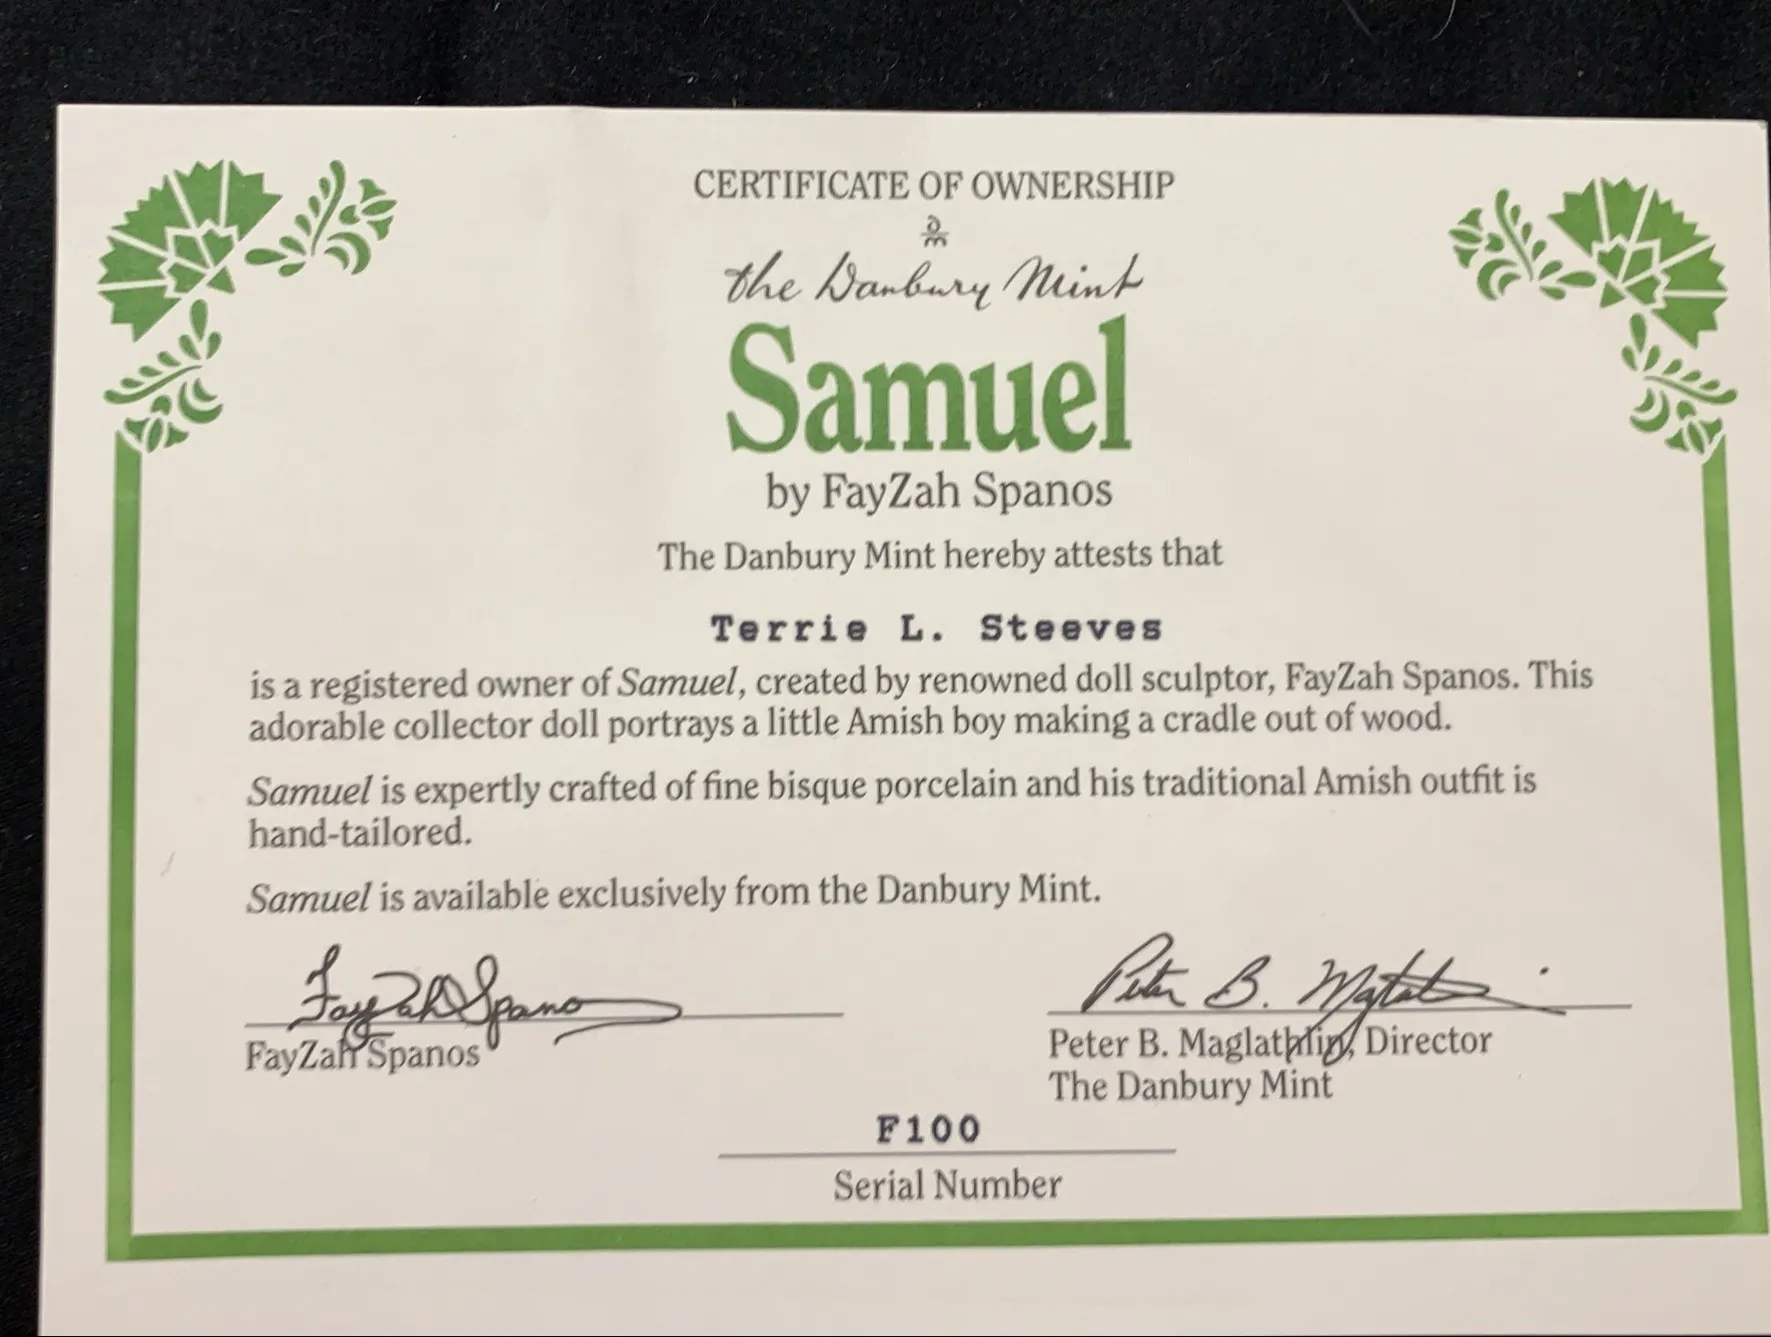 CERTIFICATE OF OWNERSHIP
dm
the Danbury Mint
Samuel
by FayZah Spanos
The Danbury Mint hereby attests that
Terrie L. Steeves
is a registered owner of Samuel, created by renowned doll sculptor, FayZah Spanos. This
adorable collector doll portrays a little Amish boy making a cradle out of wood.
Samuel is expertly crafted of fine bisque porcelain and his traditional Amish outfit is
hand-tailored.
Samuel is available exclusively from the Danbury Mint.
FayZah Spanos
Peter B. Maglathlin
FayZah Spanos
Peter B. Maglathlin, Director
The Danbury Mint
F100
Serial Number